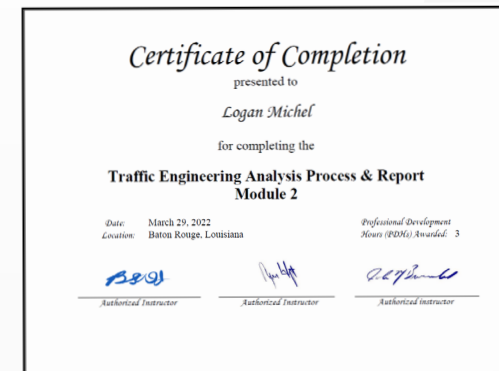 Certificate of Completion
presented to
Logan Michel
for completing the
Traffic Engineering Analysis Process & Report
Module 2
Date: March 29, 2022
Location: Baton Rouge, Louisiana
Professional Development
Hours (PDHs) Awarded: 3
Authorized Instructor
Authorized Instructor
Authorized instructor